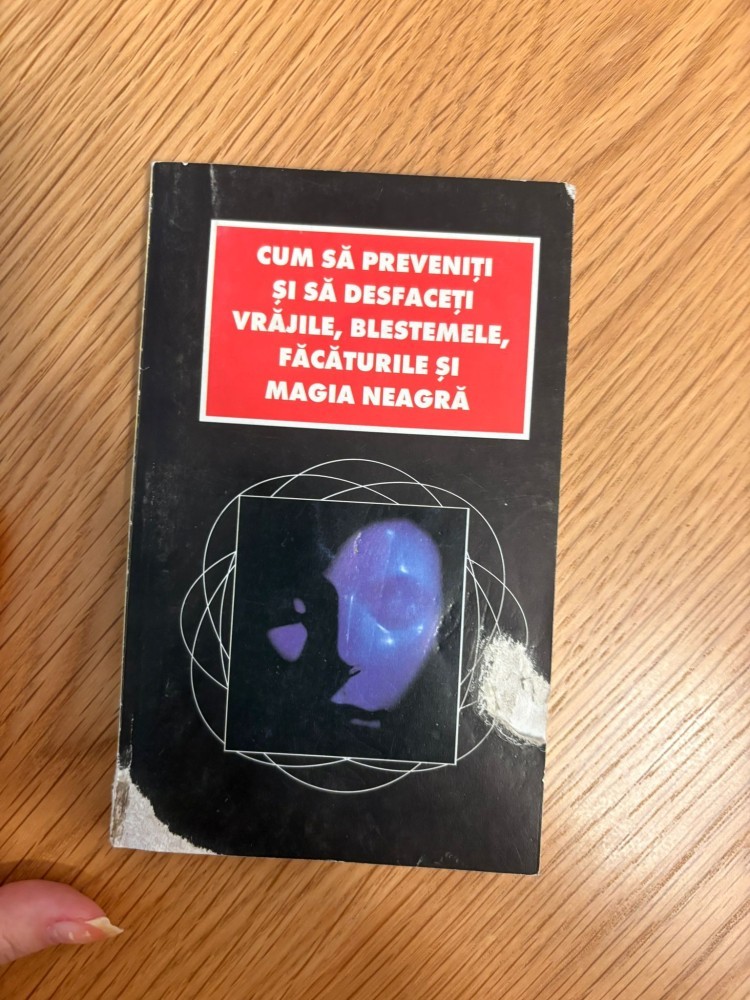 CUM SĂ PREVENIȚI
ȘI SĂ DESFACEȚI
VRĂJILE, BLESTEMELE,
FĂCĂTURILE ȘI
MAGIA NEAGRĂ